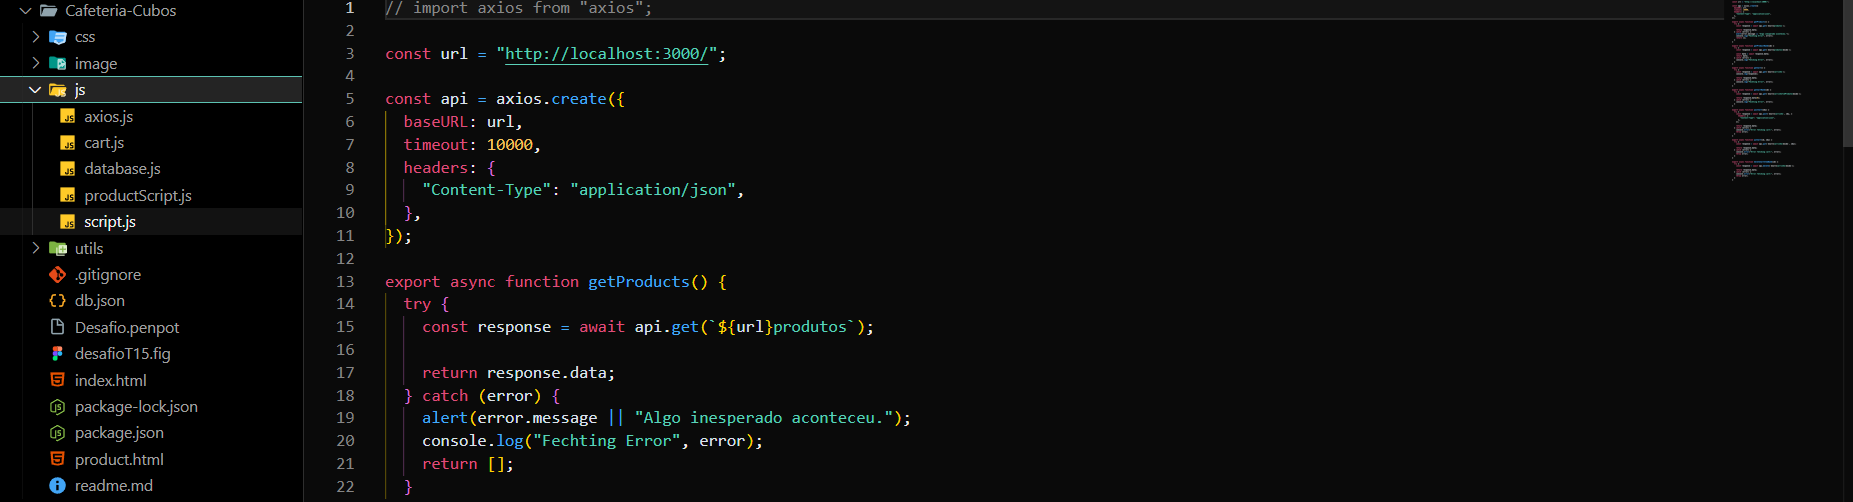 Cafeteria-Cubos
css
image
js
axios.js
cart.js
database.js
productScript.js
script.js
utils
.gitignore
db.json
Desafio.penpot
desafioT15.fig
index.html
package-lock.json
package.json
product.html
readme.md
1 // import axios from "axios";
2
3 const url = "http://localhost:3000/";
4
5 const api = axios.create({
6 baseURL: url,
7 timeout: 10000,
8 headers: {
9 "Content-Type": "application/json",
10 },
11 });
12
13 export async function getProducts() {
14 try {
15 const response = await api.get(`${url}produtos`);
16
17 return response.data;
18 } catch (error) {
19 alert(error.message || "Algo inesperado aconteceu.");
20 console.log("Fechting Error", error);
21 return [];
22 }